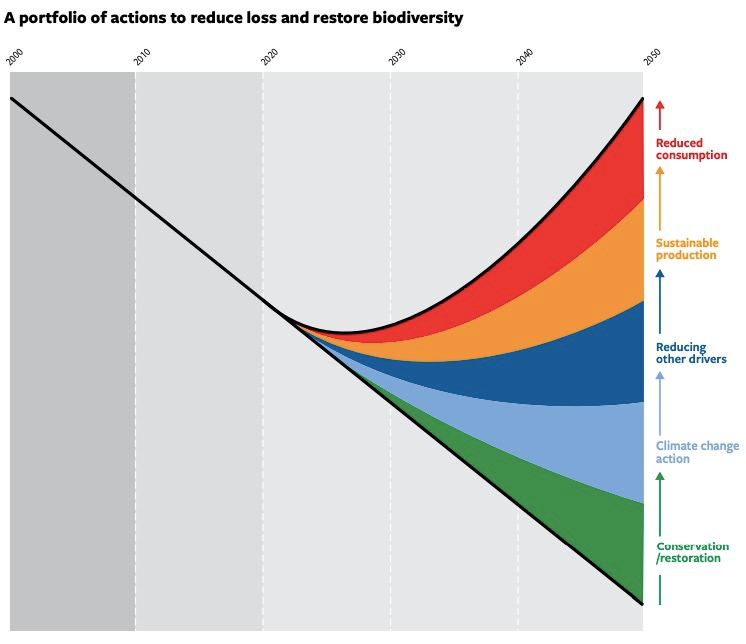 A portfolio of actions to reduce loss and restore biodiversity
2000
2010
2020
2030
2040
2050
Reduced
consumption
Sustainable
production
Reducing
other drivers
Climate change
action
Conservation
/restoration